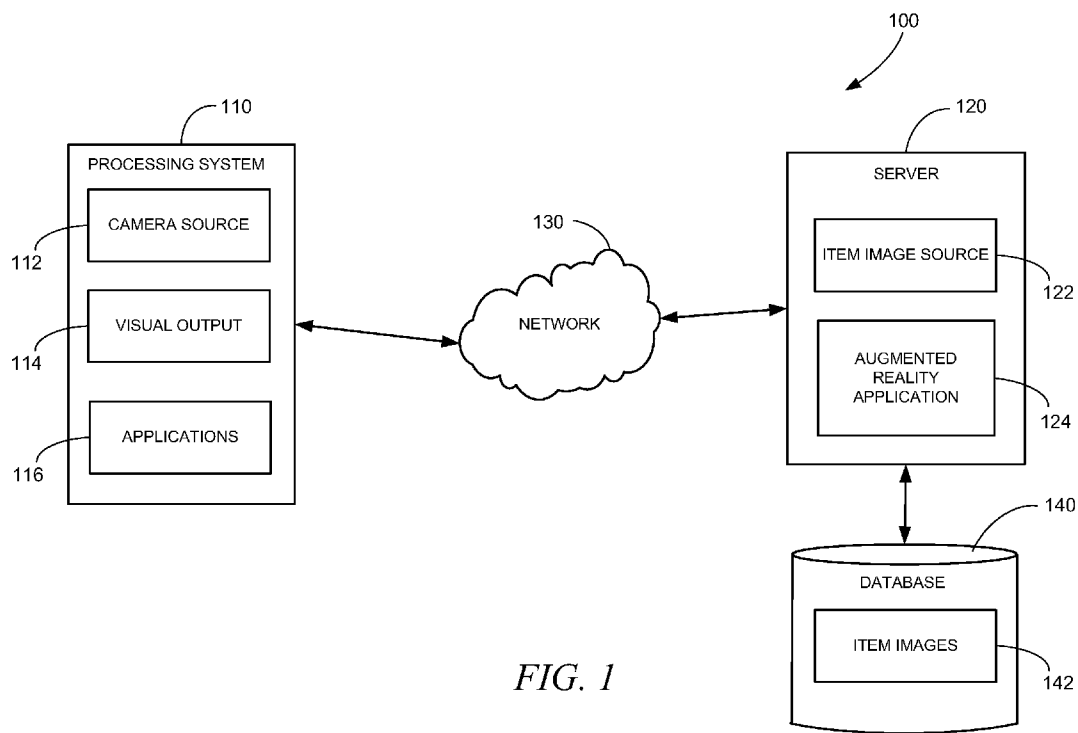 100
110
PROCESSING SYSTEM
CAMERA SOURCE
112
VISUAL OUTPUT
114
APPLICATIONS
116
130
NETWORK
120
SERVER
ITEM IMAGE SOURCE
122
AUGMENTED
REALITY
APPLICATION
124
140
DATABASE
ITEM IMAGES
142
FIG. 1